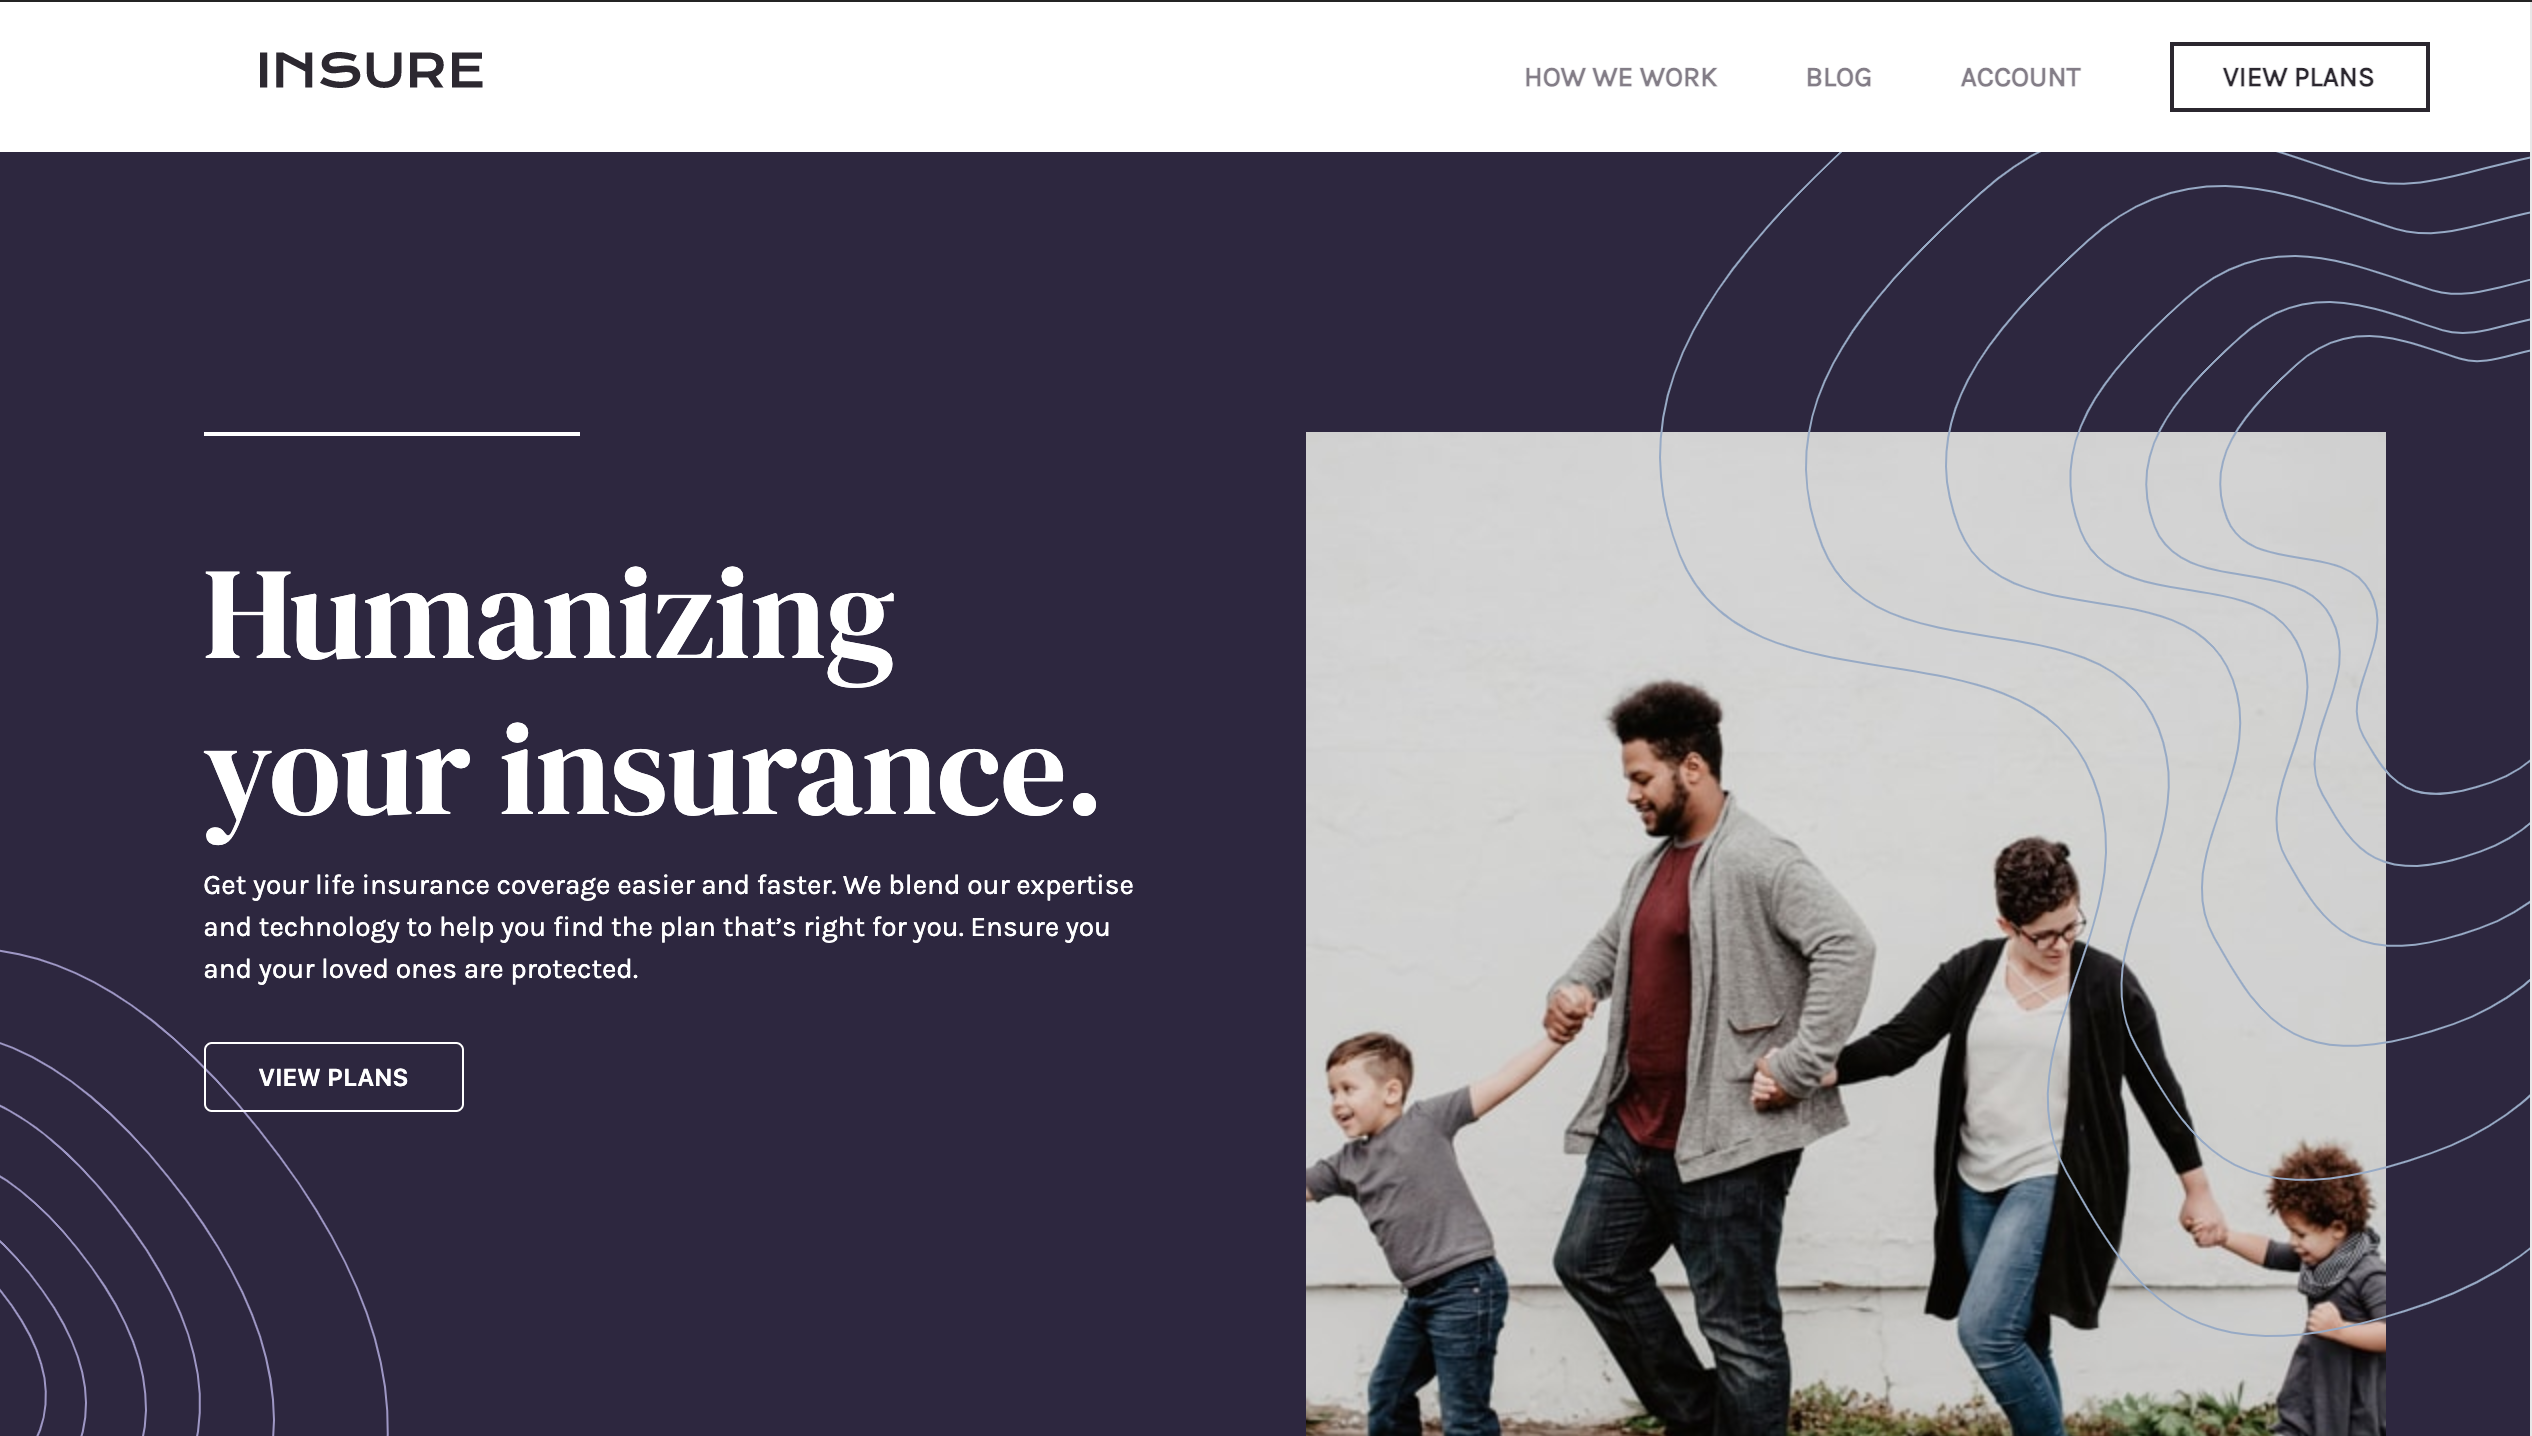 INSURE
HOW WE WORK
BLOG
ACCOUNT
VIEW PLANS
Humanizing
your insurance.
Get your life insurance coverage easier and faster. We blend our expertise
and technology to help you find the plan that’s right for you. Ensure you
and your loved ones are protected.
VIEW PLANS